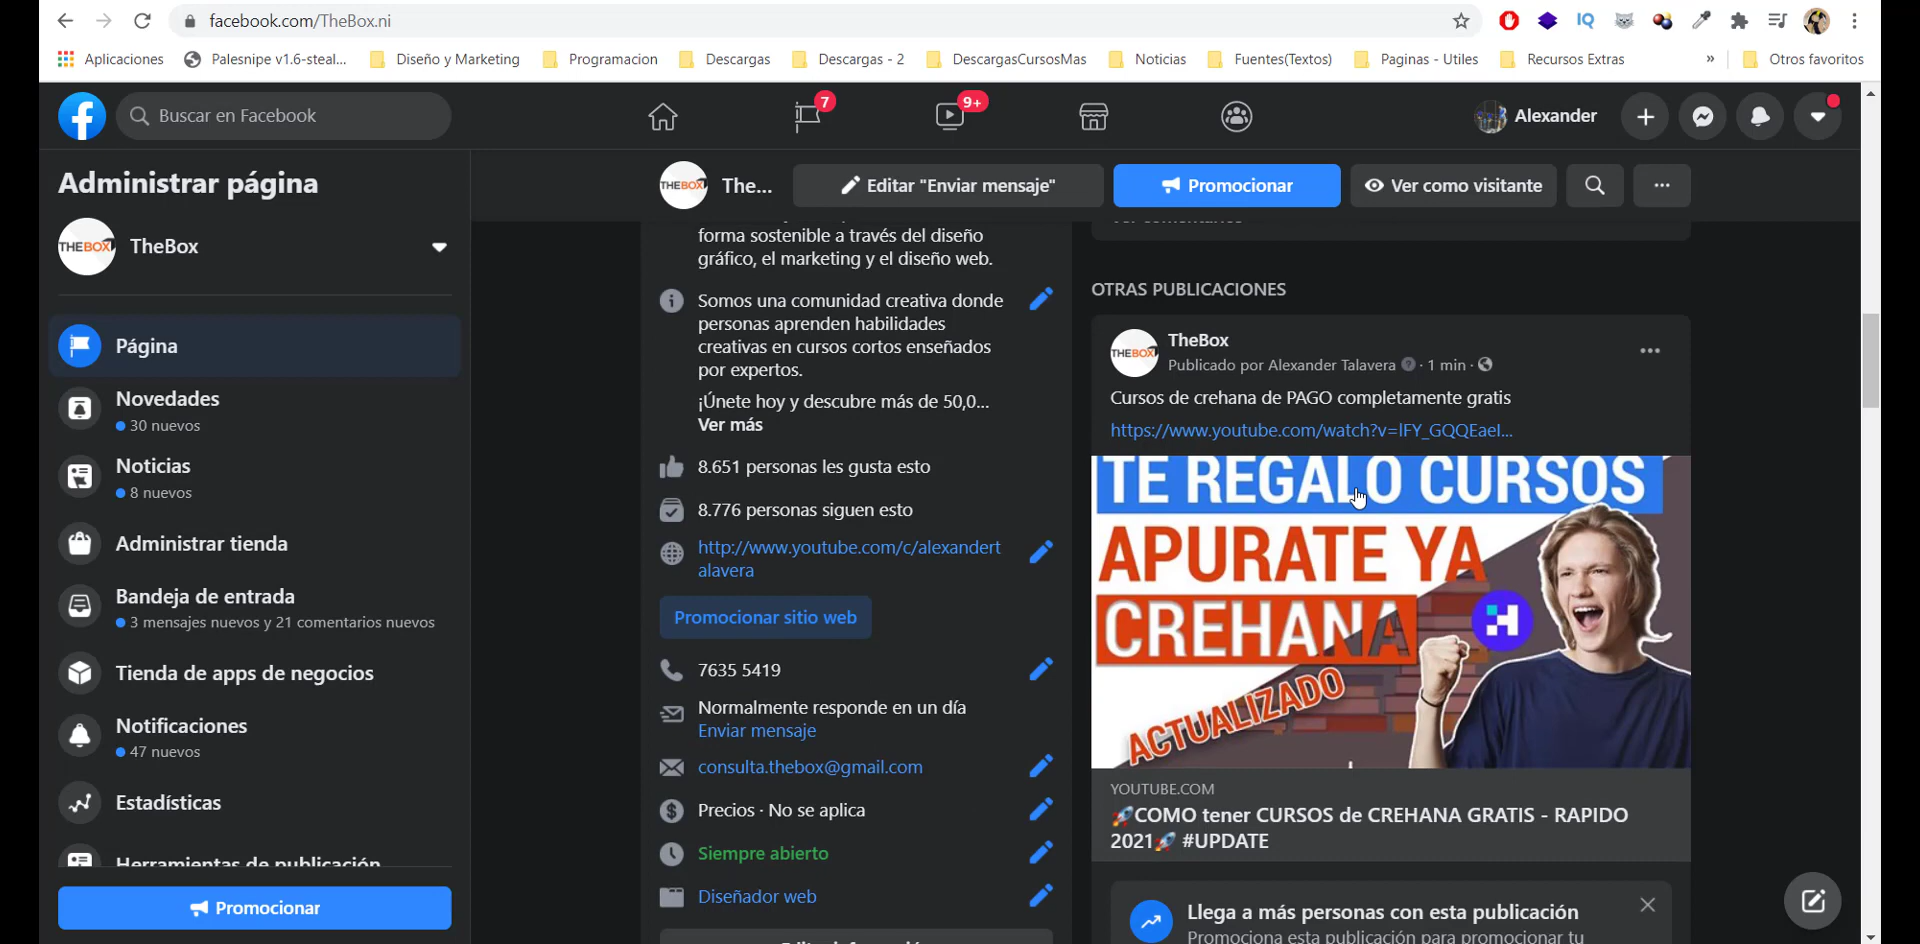 facebook.com/TheBox.ni
IQ
Aplicaciones
Palesnipe v1.6-steal...
Diseño y Marketing
Programacion
Descargas
Descargas - 2
DescargasCursosMas
Noticias
Fuentes(Textos)
Paginas - Utiles
Recursos Extras
»
Otros favoritos
Buscar en Facebook
7
9+
Alexander
Administrar página
THEBOX
TheBox
Página
Novedades
30 nuevos
Noticias
8 nuevos
Administrar tienda
Bandeja de entrada
3 mensajes nuevos y 21 comentarios nuevos
Tienda de apps de negocios
Notificaciones
47 nuevos
Estadísticas
Herramientas de publicación
Promocionar
THEBOX
The...
Editar "Enviar mensaje"
Promocionar
Ver como visitante
forma sostenible a través del diseño
gráfico, el marketing y el diseño web.
Somos una comunidad creativa donde
personas aprenden habilidades
creativas en cursos cortos enseñados
por expertos.
¡Únete hoy y descubre más de 50,0...
Ver más
8.651 personas les gusta esto
8.776 personas siguen esto
http://www.youtube.com/c/alexandert
alavera
Promocionar sitio web
7635 5419
Normalmente responde en un día
Enviar mensaje
consulta.thebox@gmail.com
Precios · No se aplica
Siempre abierto
Diseñador web
OTRAS PUBLICACIONES
THEBOX
TheBox
Publicado por Alexander Talavera · 1 min ·
Cursos de crehana de PAGO completamente gratis
https://www.youtube.com/watch?v=lFY_GQQEaeI...
TE REGALO CURSOS
APURATE YA
CREHANA
ACTUALIZADO
YOUTUBE.COM
🚀COMO tener CURSOS de CREHANA GRATIS - RAPIDO
2021🚀 #UPDATE
Llega a más personas con esta publicación
Promociona esta publicación para promocionar tu